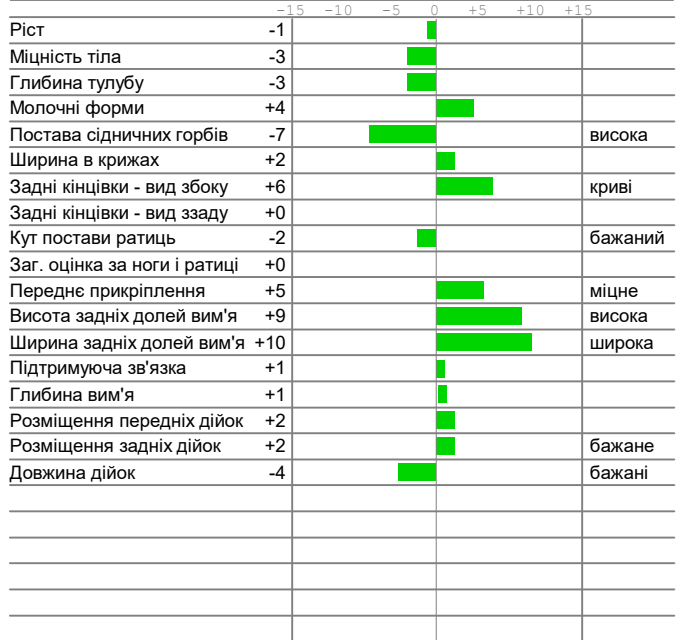 -15 -10 -5 0 +5 +10 +15
Ріст -1
Міцність тіла -3
Глибина тулубу -3
Молочні форми +4
Постава сідничних горбів -7 висока
Ширина в крижах +2
Задні кінцівки - вид збоку +6 криві
Задні кінцівки - вид ззаду +0
Кут постави ратиць -2 бажаний
Заг. оцінка за ноги і ратиці +0
Переднє прикріплення +5 міцне
Висота задніх долей вим'я +9 висока
Ширина задніх долей вим'я +10 широка
Підтримуюча зв'язка +1
Глибина вим'я +1
Розміщення передніх дійок +2
Розміщення задніх дійок +2 бажане
Довжина дійок -4 бажані